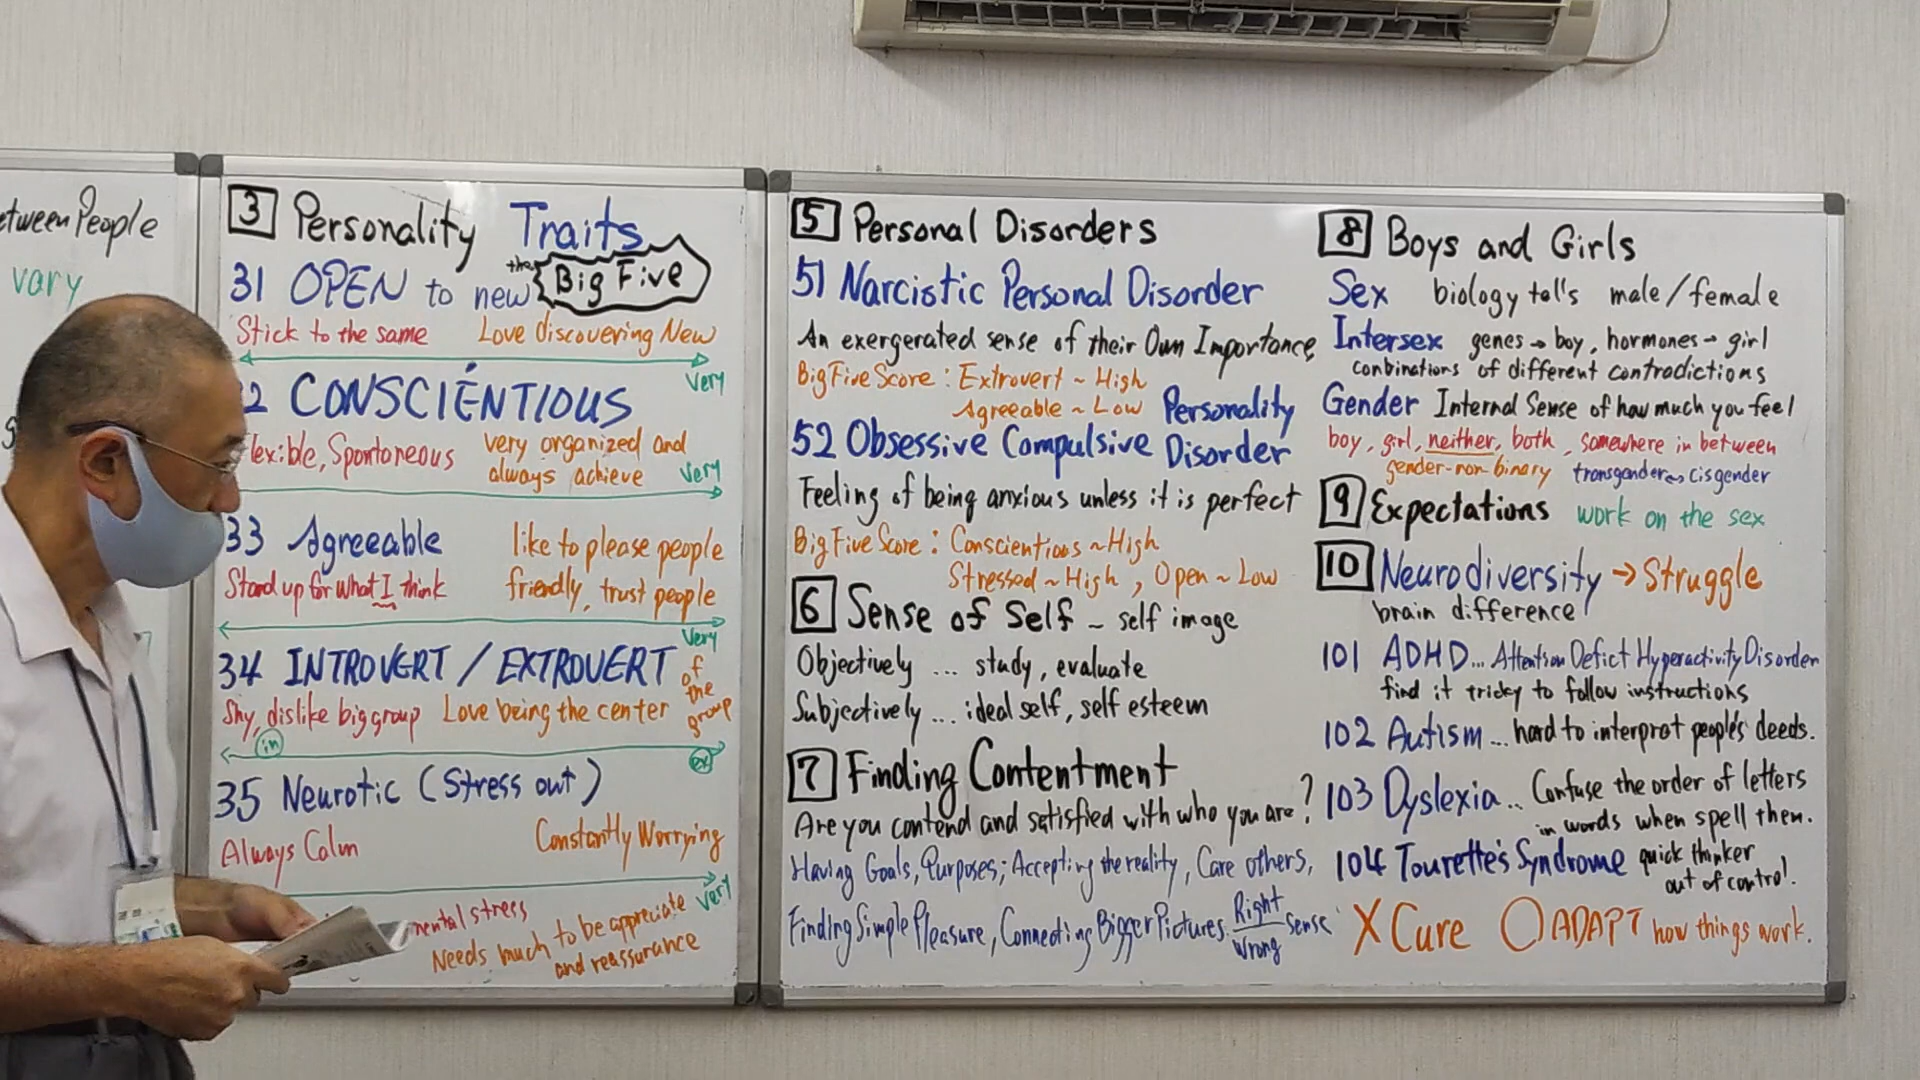 etween People
vary
3 Personality Traits
the Big Five
31 OPEN to new
Stick to the same Love discovering New
Very
2 CONSCIENTIOUS
lexible, Spontoneous very organized and
always achieve
Very
33 Agreeable like to please people
Stand up for what I think friendly, trust people
Very
34 INTROVERT / EXTROVERT
Shy, dislike big group Love being the center of the group
in ex
35 Neurotic (Stress out)
Always Calm Constantly Worrying
Very
mental stress
Needs much to be appreciate
and reassurance
5 Personal Disorders
51 Narcistic Personal Disorder
An exergerated sense of their Own Importance
Big Five Score: Extrovert ~ High
Agreeable ~ Low
52 Obsessive Compulsive Personality Disorder
Feeling of being anxious unless it is perfect
Big Five Score: Conscientious ~ High
Stressed ~ High, Open ~ Low
6 Sense of Self ~ self image
Objectively ... study, evaluate
Subjectively ... ideal self, self esteem
7 Finding Contentment
Are you contend and satisfied with who you are?
Having Goals, Purposes; Accepting the reality, Care others,
Finding Simple Pleasure, Connecting Bigger Pictures. Right Wrong sense
8 Boys and Girls
Sex biology tell's male/female
Intersex genes → boy, hormones → girl
conbinations of different contradictions
Gender Internal Sense of how much you feel
boy, girl, neither, both, somewhere in between
gender-non-binary transgander ↔ cisgender
9 Expectations work on the sex
10 Neurodiversity → Struggle
brain difference
101 ADHD... Attention Defict Hyperactivity Disorder
find it tricky to follow instructions
102 Autism ... hard to interpret people's deeds.
103 Dyslexia .. Confuse the order of letters
in words when spell them.
104 Tourette's Syndrome quick thinker
out of control.
X Cure O ADAPT how things work.